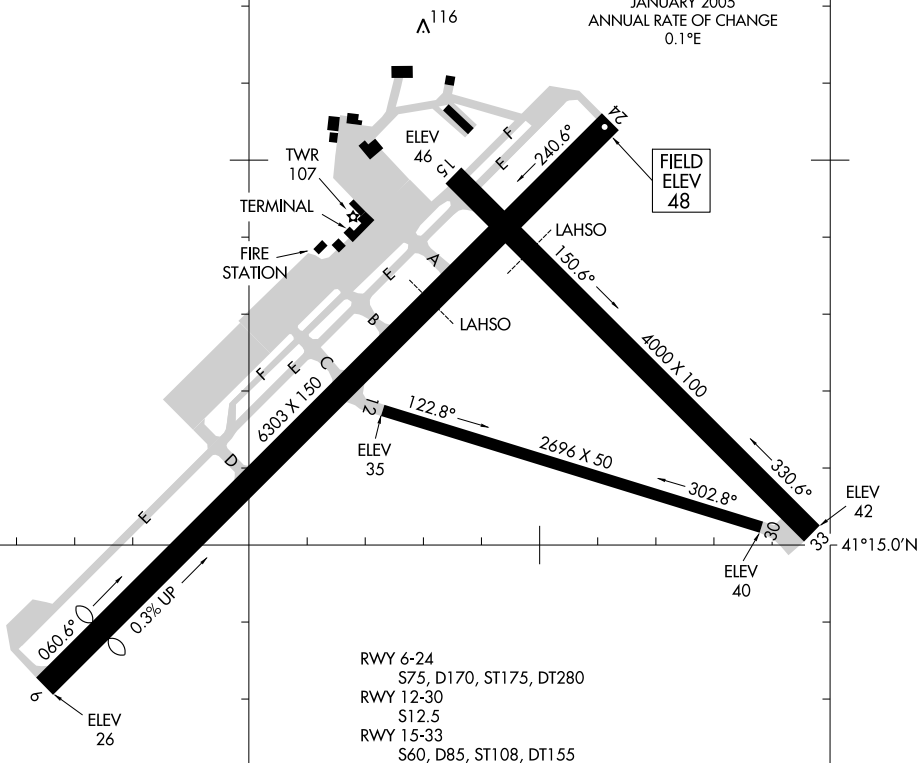 JANUARY 2005
ANNUAL RATE OF CHANGE
0.1°E
116
TWR
107
TERMINAL
FIRE
STATION
ELEV
46
15
F
E
240.6°
24
FIELD
ELEV
48
LAHSO
150.6°
A
E
LAHSO
B
4000 X 100
C
E
F
6303 X 150
12
122.8°
ELEV
35
2696 X 50
302.8°
330.6°
ELEV
42
D
E
30
33
41°15.0'N
ELEV
40
060.6°
0.3% UP
6
ELEV
26
RWY 6-24
S75, D170, ST175, DT280
RWY 12-30
S12.5
RWY 15-33
S60, D85, ST108, DT155